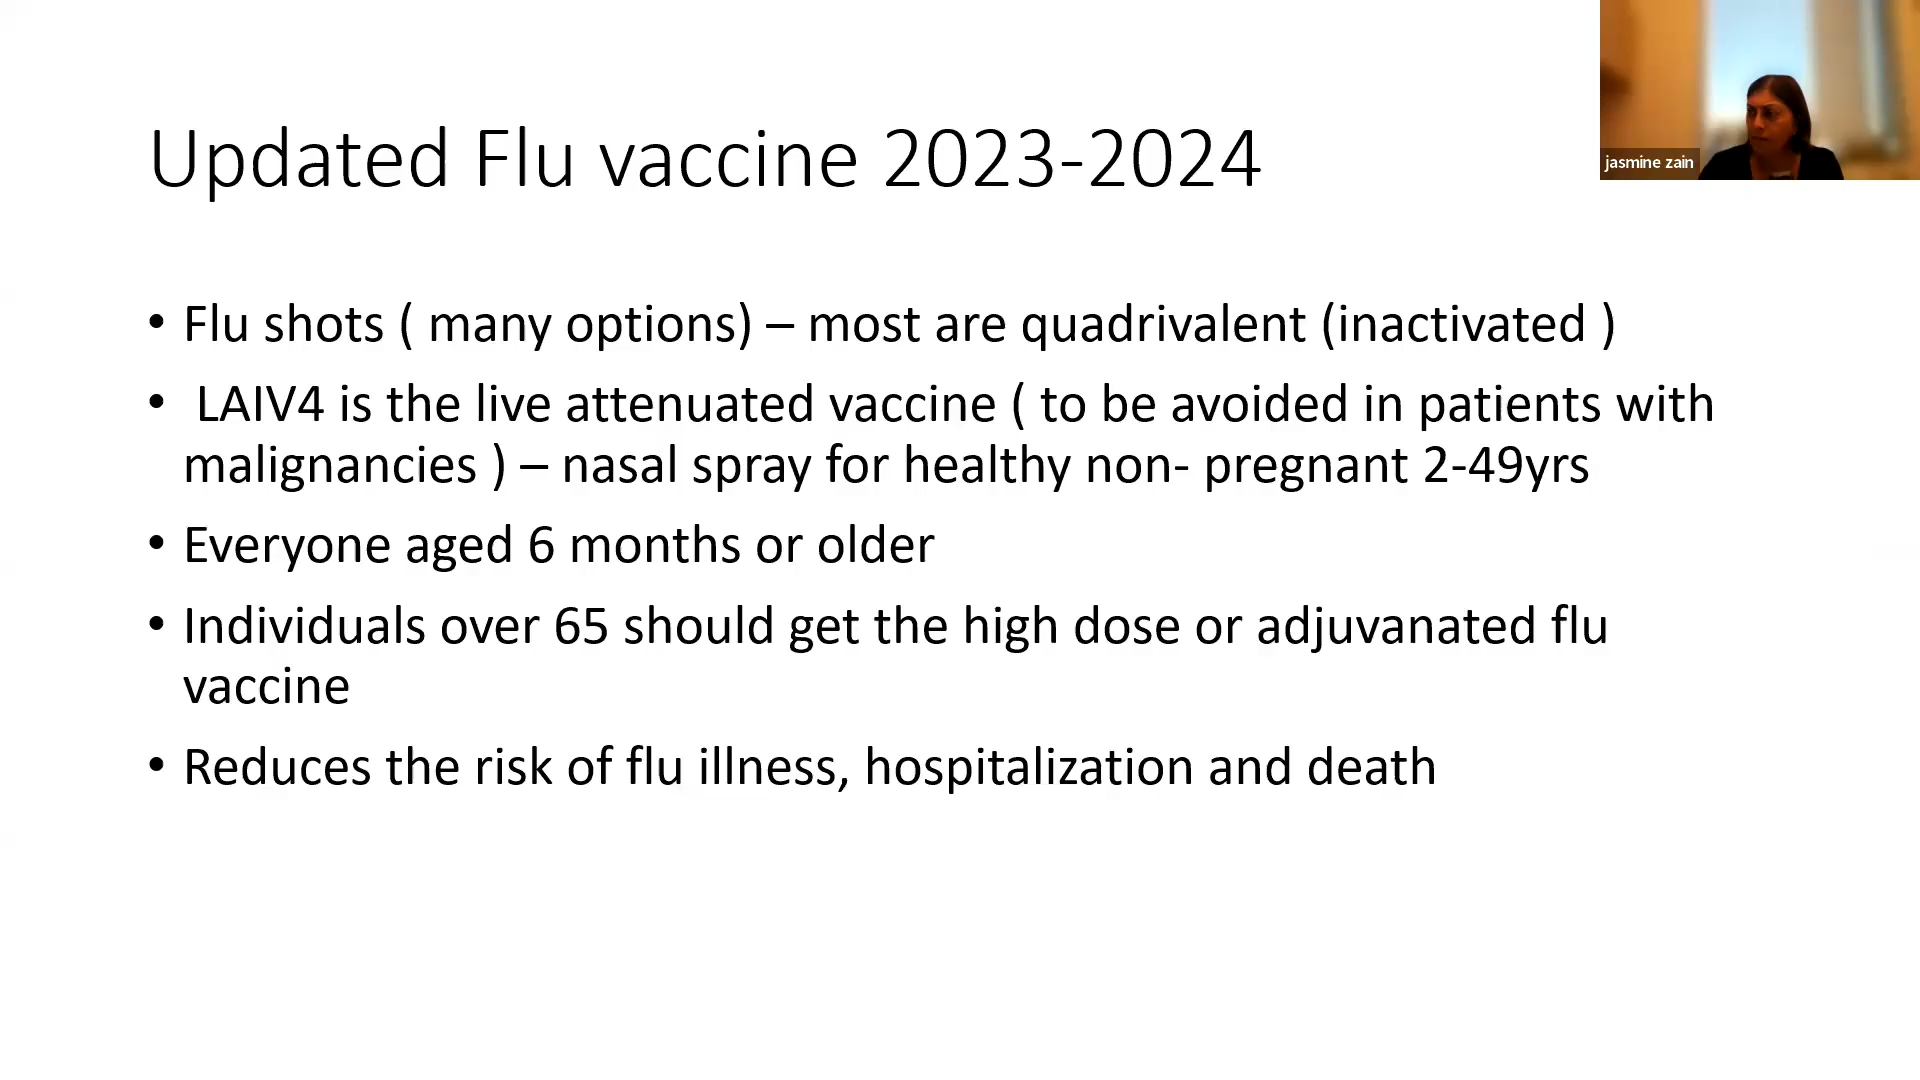 jasmine zain
Updated Flu vaccine 2023-2024
• Flu shots ( many options) – most are quadrivalent (inactivated )
• LAIV4 is the live attenuated vaccine ( to be avoided in patients with
malignancies ) – nasal spray for healthy non- pregnant 2-49yrs
• Everyone aged 6 months or older
• Individuals over 65 should get the high dose or adjuvanated flu
vaccine
• Reduces the risk of flu illness, hospitalization and death